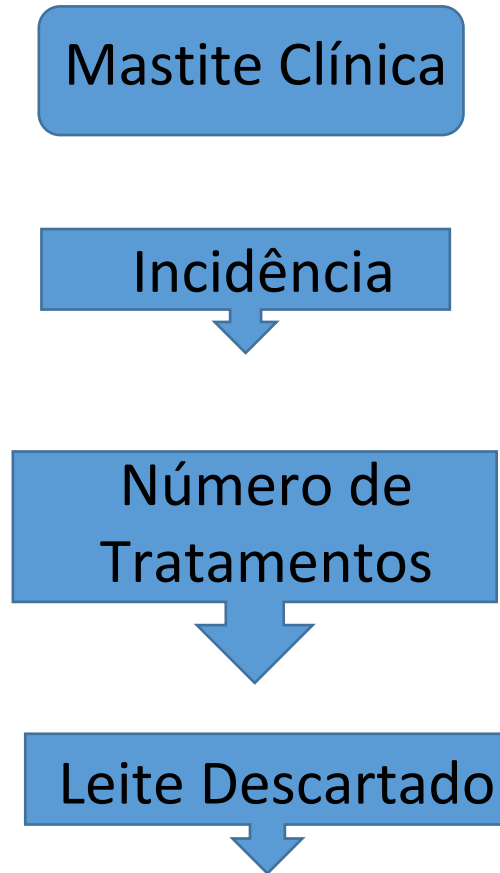 Mastite Clínica
Incidência
Número de
Tratamentos
Leite Descartado